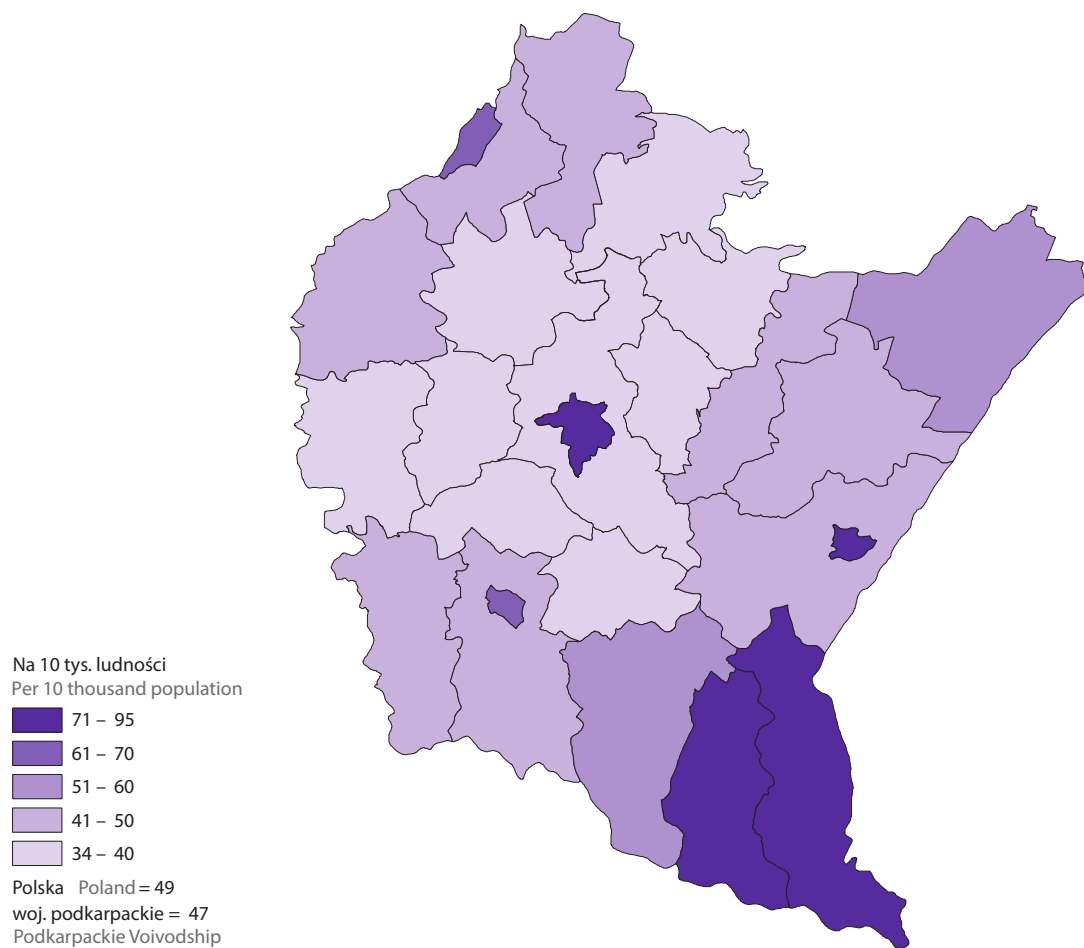 Na 10 tys. ludności
Per 10 thousand population
71 – 95
61 – 70
51 – 60
41 – 50
34 – 40
Polska Poland = 49
woj. podkarpackie = 47
Podkarpackie Voivodship